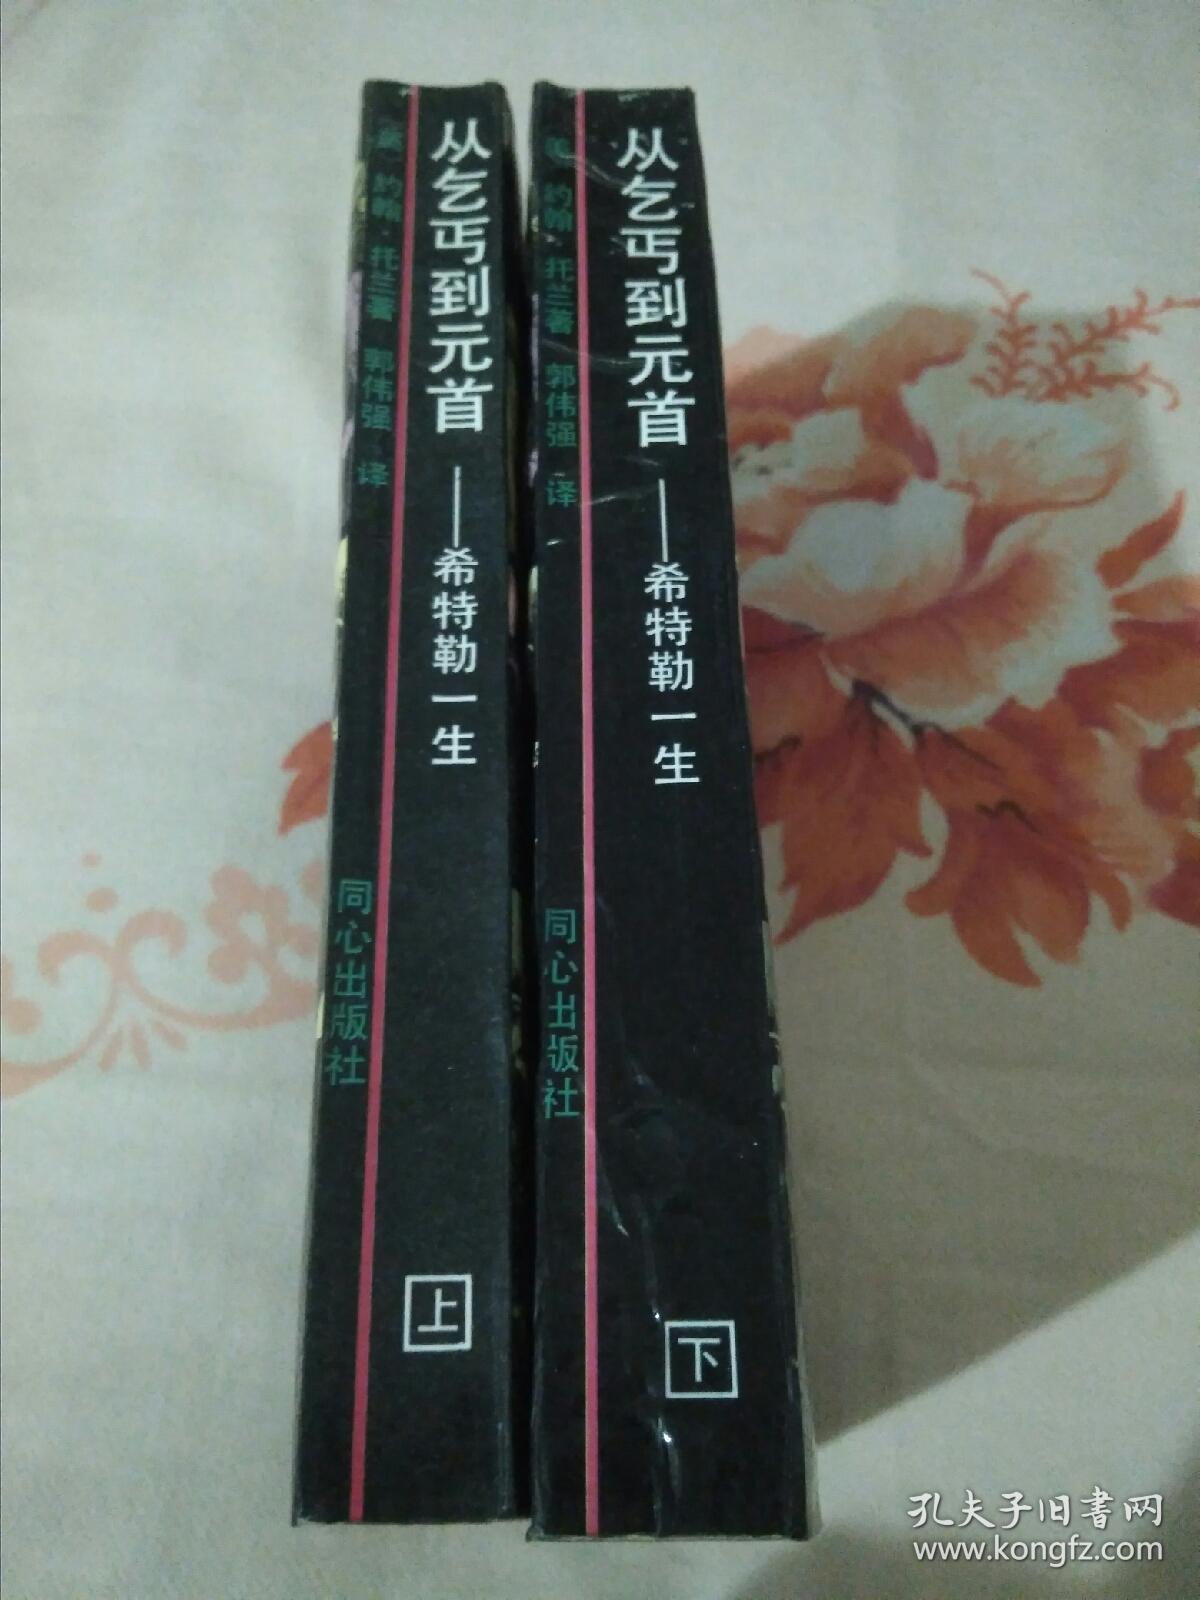 从乞丐到元首
——希特勒一生
美 约翰·托兰著 郭伟强 译
同心出版社
上
从乞丐到元首
——希特勒一生
美 约翰·托兰著 郭伟强 译
同心出版社
下
孔夫子旧书网
www.kongfz.com